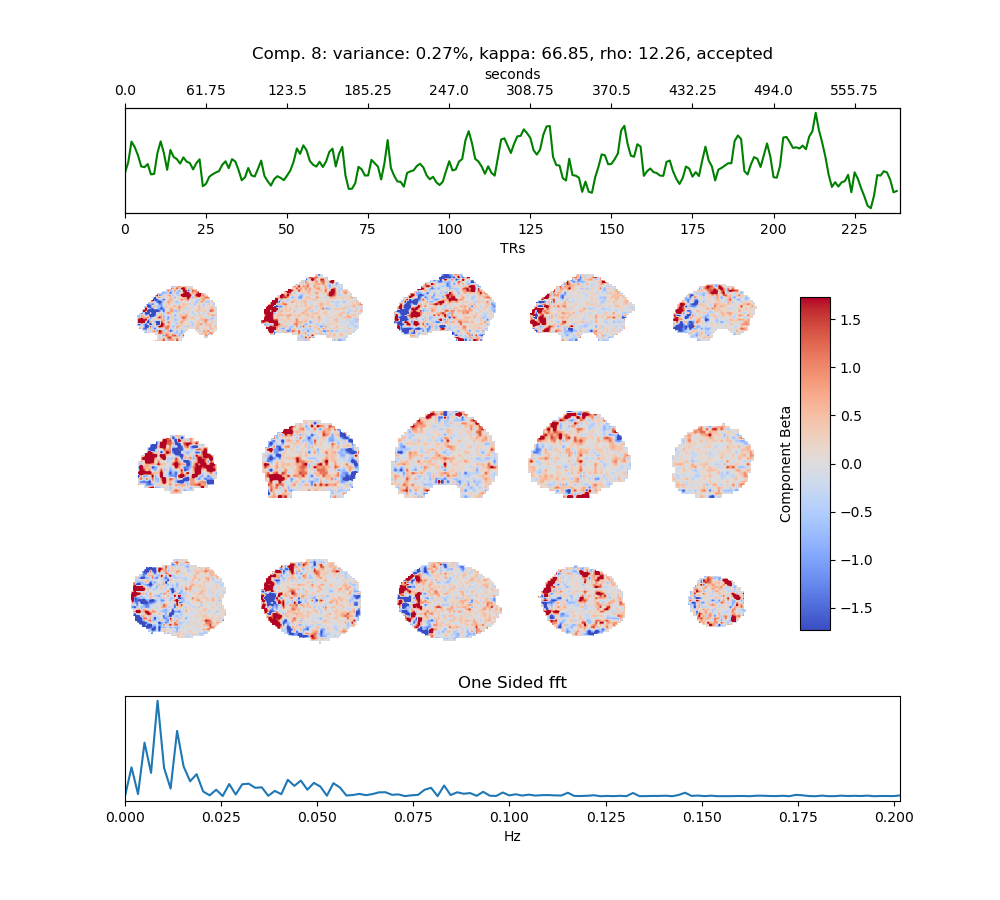 Comp. 8: variance: 0.27%, kappa: 66.85, rho: 12.26, accepted
seconds
0.0 61.75 123.5 185.25 247.0 308.75 370.5 432.25 494.0 555.75
0 25 50 75 100 125 150 175 200 225
TRs
1.5
1.0
0.5
0.0
−0.5
−1.0
−1.5
Component Beta
One Sided fft
0.000 0.025 0.050 0.075 0.100 0.125 0.150 0.175 0.200
Hz